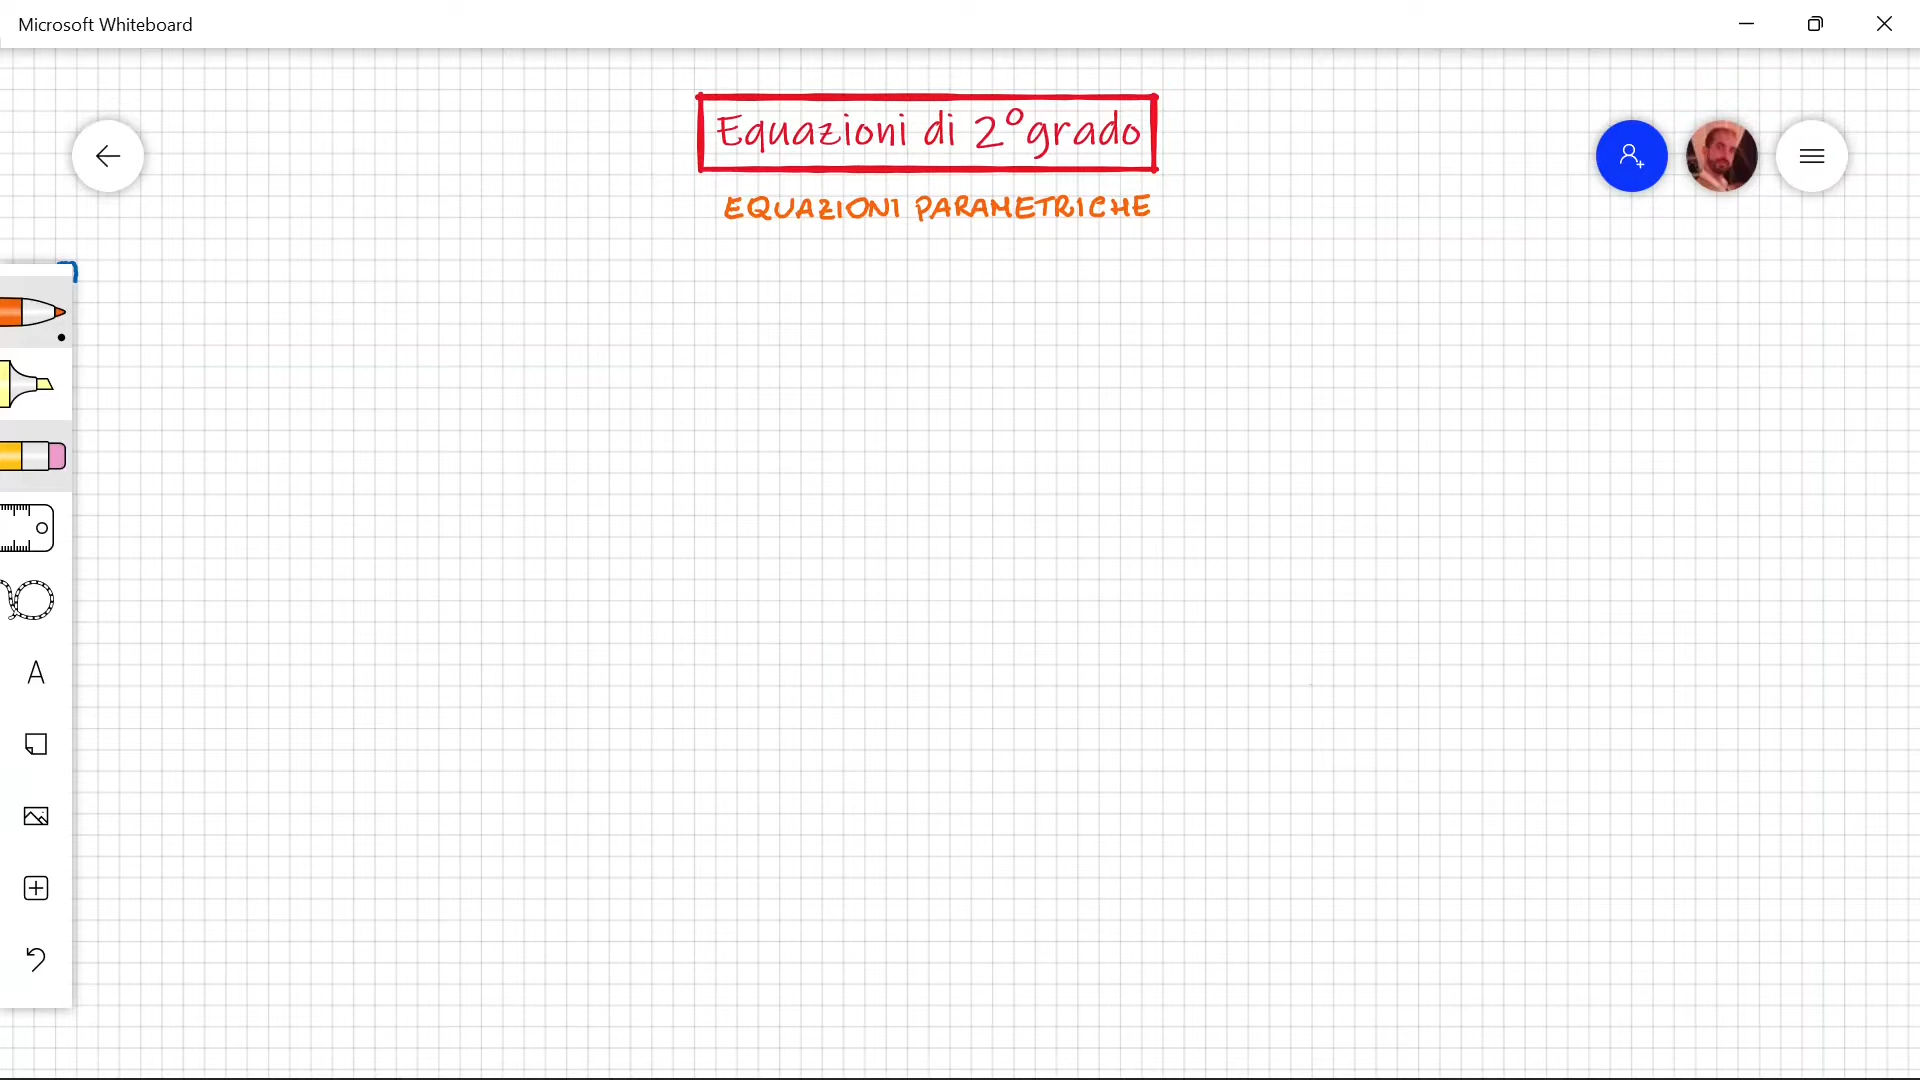 Microsoft Whiteboard
Equazioni di 2° grado
EQUAZIONI PARAMETRICHE
A